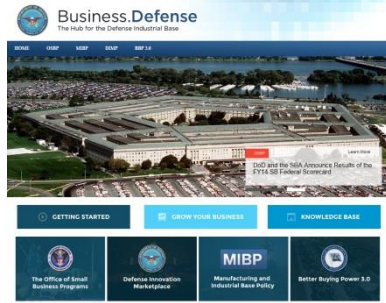 Business.Defense
The Hub for the Defense Industrial Base
HOME OSBP MIBP DIMP BBP 3.0
Learn More
DoD and the SBA Announce Results of the
FY14 SB Federal Scorecard
GETTING STARTED
GROW YOUR BUSINESS
KNOWLEDGE BASE
The Office of Small
Business Programs
Defense Innovation
Marketplace
MIBP
Manufacturing and
Industrial Base Policy
Better Buying Power 3.0